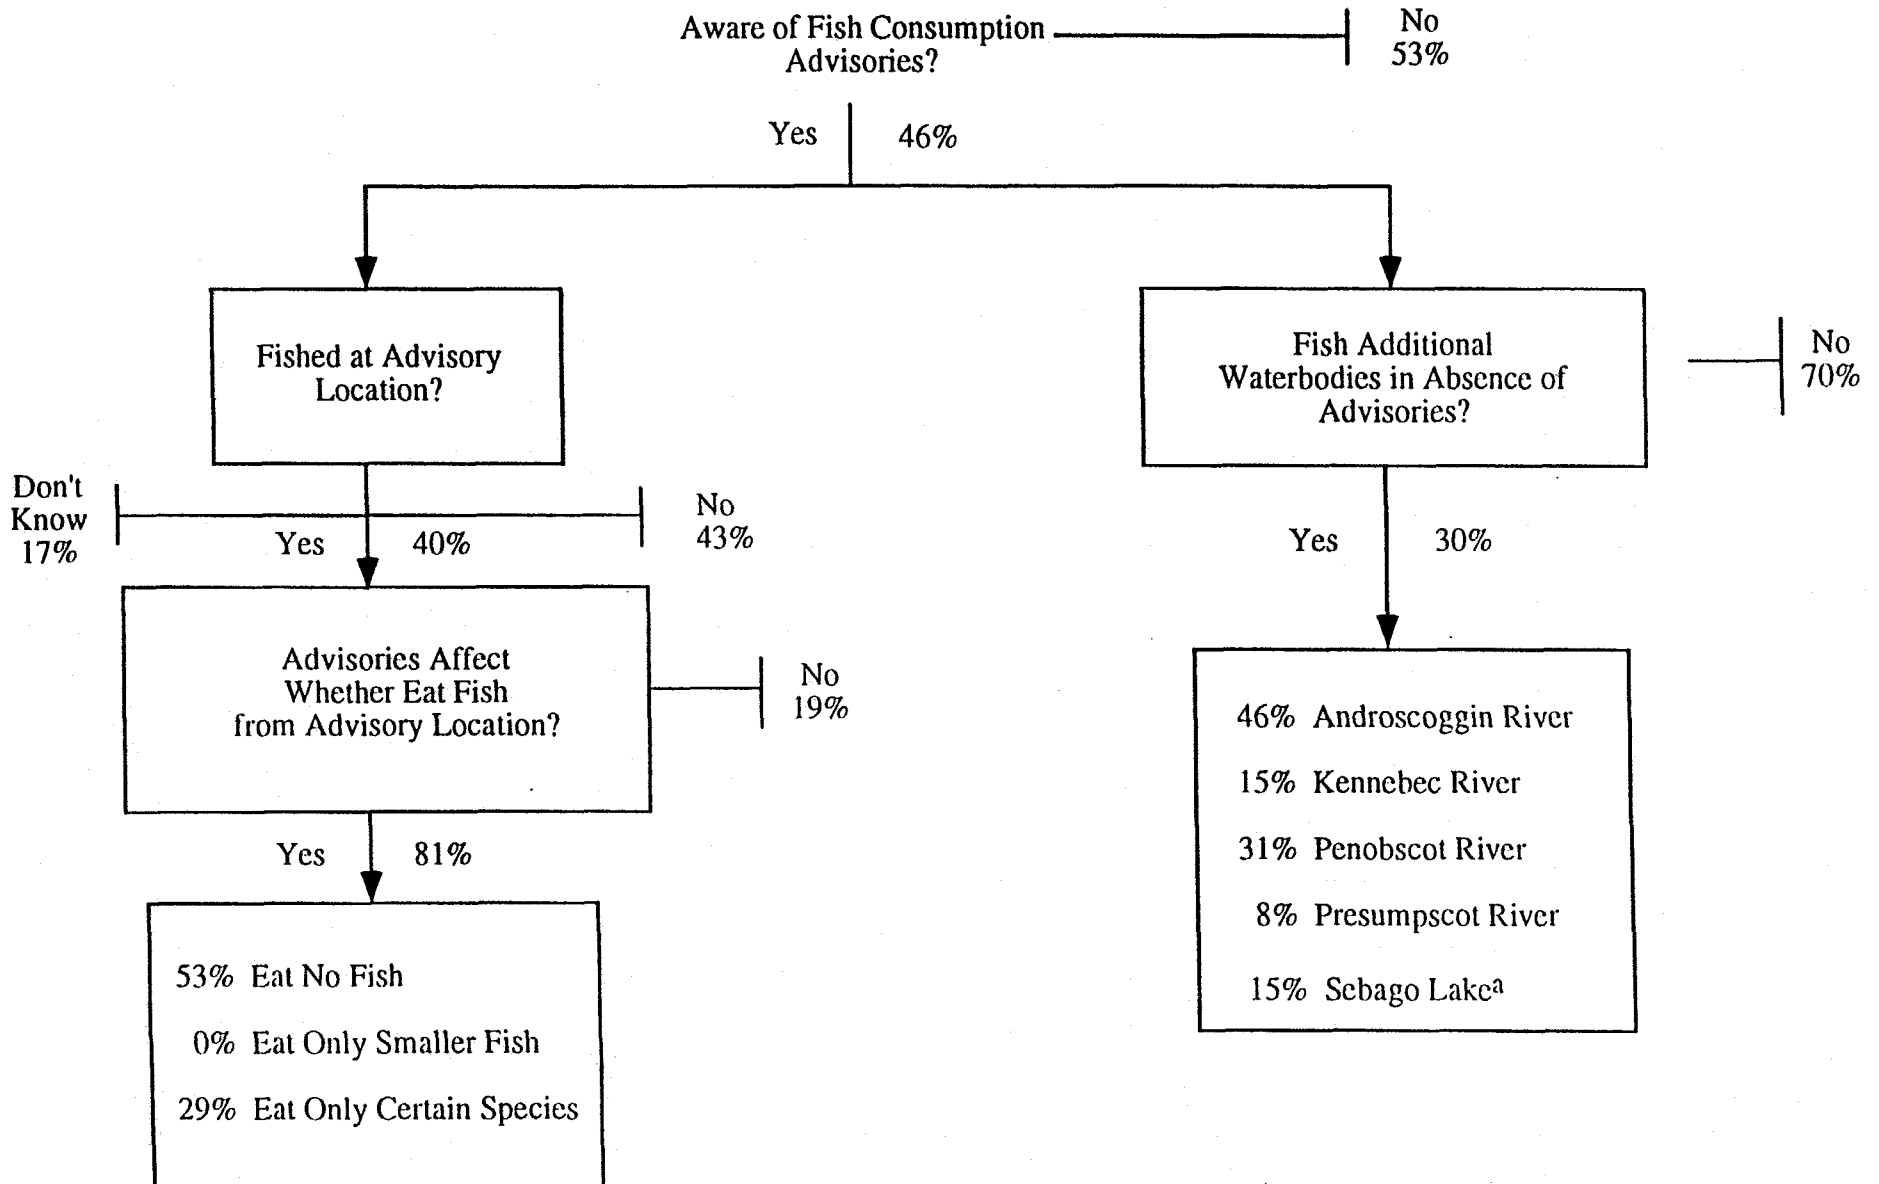 Aware of Fish Consumption
Advisories?
No
53%
Yes 46%
Fished at Advisory
Location?
Fish Additional
Waterbodies in Absence of
Advisories?
No
70%
Don't
Know
17%
Yes 40%
No
43%
Yes 30%
Advisories Affect
Whether Eat Fish
from Advisory Location?
No
19%
Yes 81%
46% Androscoggin River
15% Kennebec River
31% Penobscot River
8% Presumpscot River
15% Sebago Lakeᵃ
53% Eat No Fish
0% Eat Only Smaller Fish
29% Eat Only Certain Species